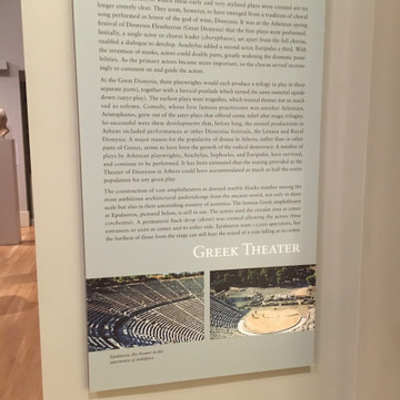 longer entirely clear. They seem, however, to have emerged from a tradition of choral
song performed in honor of the god of wine, Dionysus. It was at the Athenian spring
festival of Dionysus Eleuthereus (Great Dionysia) that the first plays were performed.
Initially, a single actor or chorus leader (choryphaios), set apart from the full chorus,
enabled a dialogue to develop. Aeschylus added a second actor, Euripides a third. With
the invention of masks, actors could double parts, greatly widening the dramatic possi-
bilities. As the primary actors became more important, so the chorus served increas-
ingly to comment on and guide the action.
At the Great Dionysia, three playwrights would each produce a trilogy (a play in three
separate parts), together with a farcical postlude which turned the same material upside
down (satyr-play). The earliest plays were tragedies, which treated themes not so much
sad as solemn. Comedy, whose first famous practitioner was another Athenian,
Aristophanes, grew out of the satyr-plays that offered comic relief after tragic trilogies.
So successful were these developments that, before long, the annual productions in
Athens included performances at other Dionysian festivals, the Lenaia and Rural
Dionysia. A major reason for the popularity of drama in Athens, rather than in other
parts of Greece, seems to have been the growth of the radical democracy. A number of
plays by Athenian playwrights, Aeschylus, Sophocles, and Euripides, have survived,
and continue to be performed. It has been estimated that the seating provided at the
Theater of Dionysus in Athens could have accommodated as much as half the entire
population for any given play.
The construction of vast amphitheaters in dressed marble blocks number among the
most ambitious architectural undertakings from the ancient world, not only in sheer
scale but also in their astonishing mastery of acoustics. The famous Greek amphitheater
at Epidauros, pictured below, is still in use. The actors used the circular area at center
(orchestra). A permanent back-drop (skene) was created allowing the actors three
entrances or exits at center and to either side. Epidauros seats spectators, but
the furthest of those from the stage can still hear the sound of a coin falling at its center.
GREEK THEATER
Epidauros, the theater in the
sanctuary of Asklepios